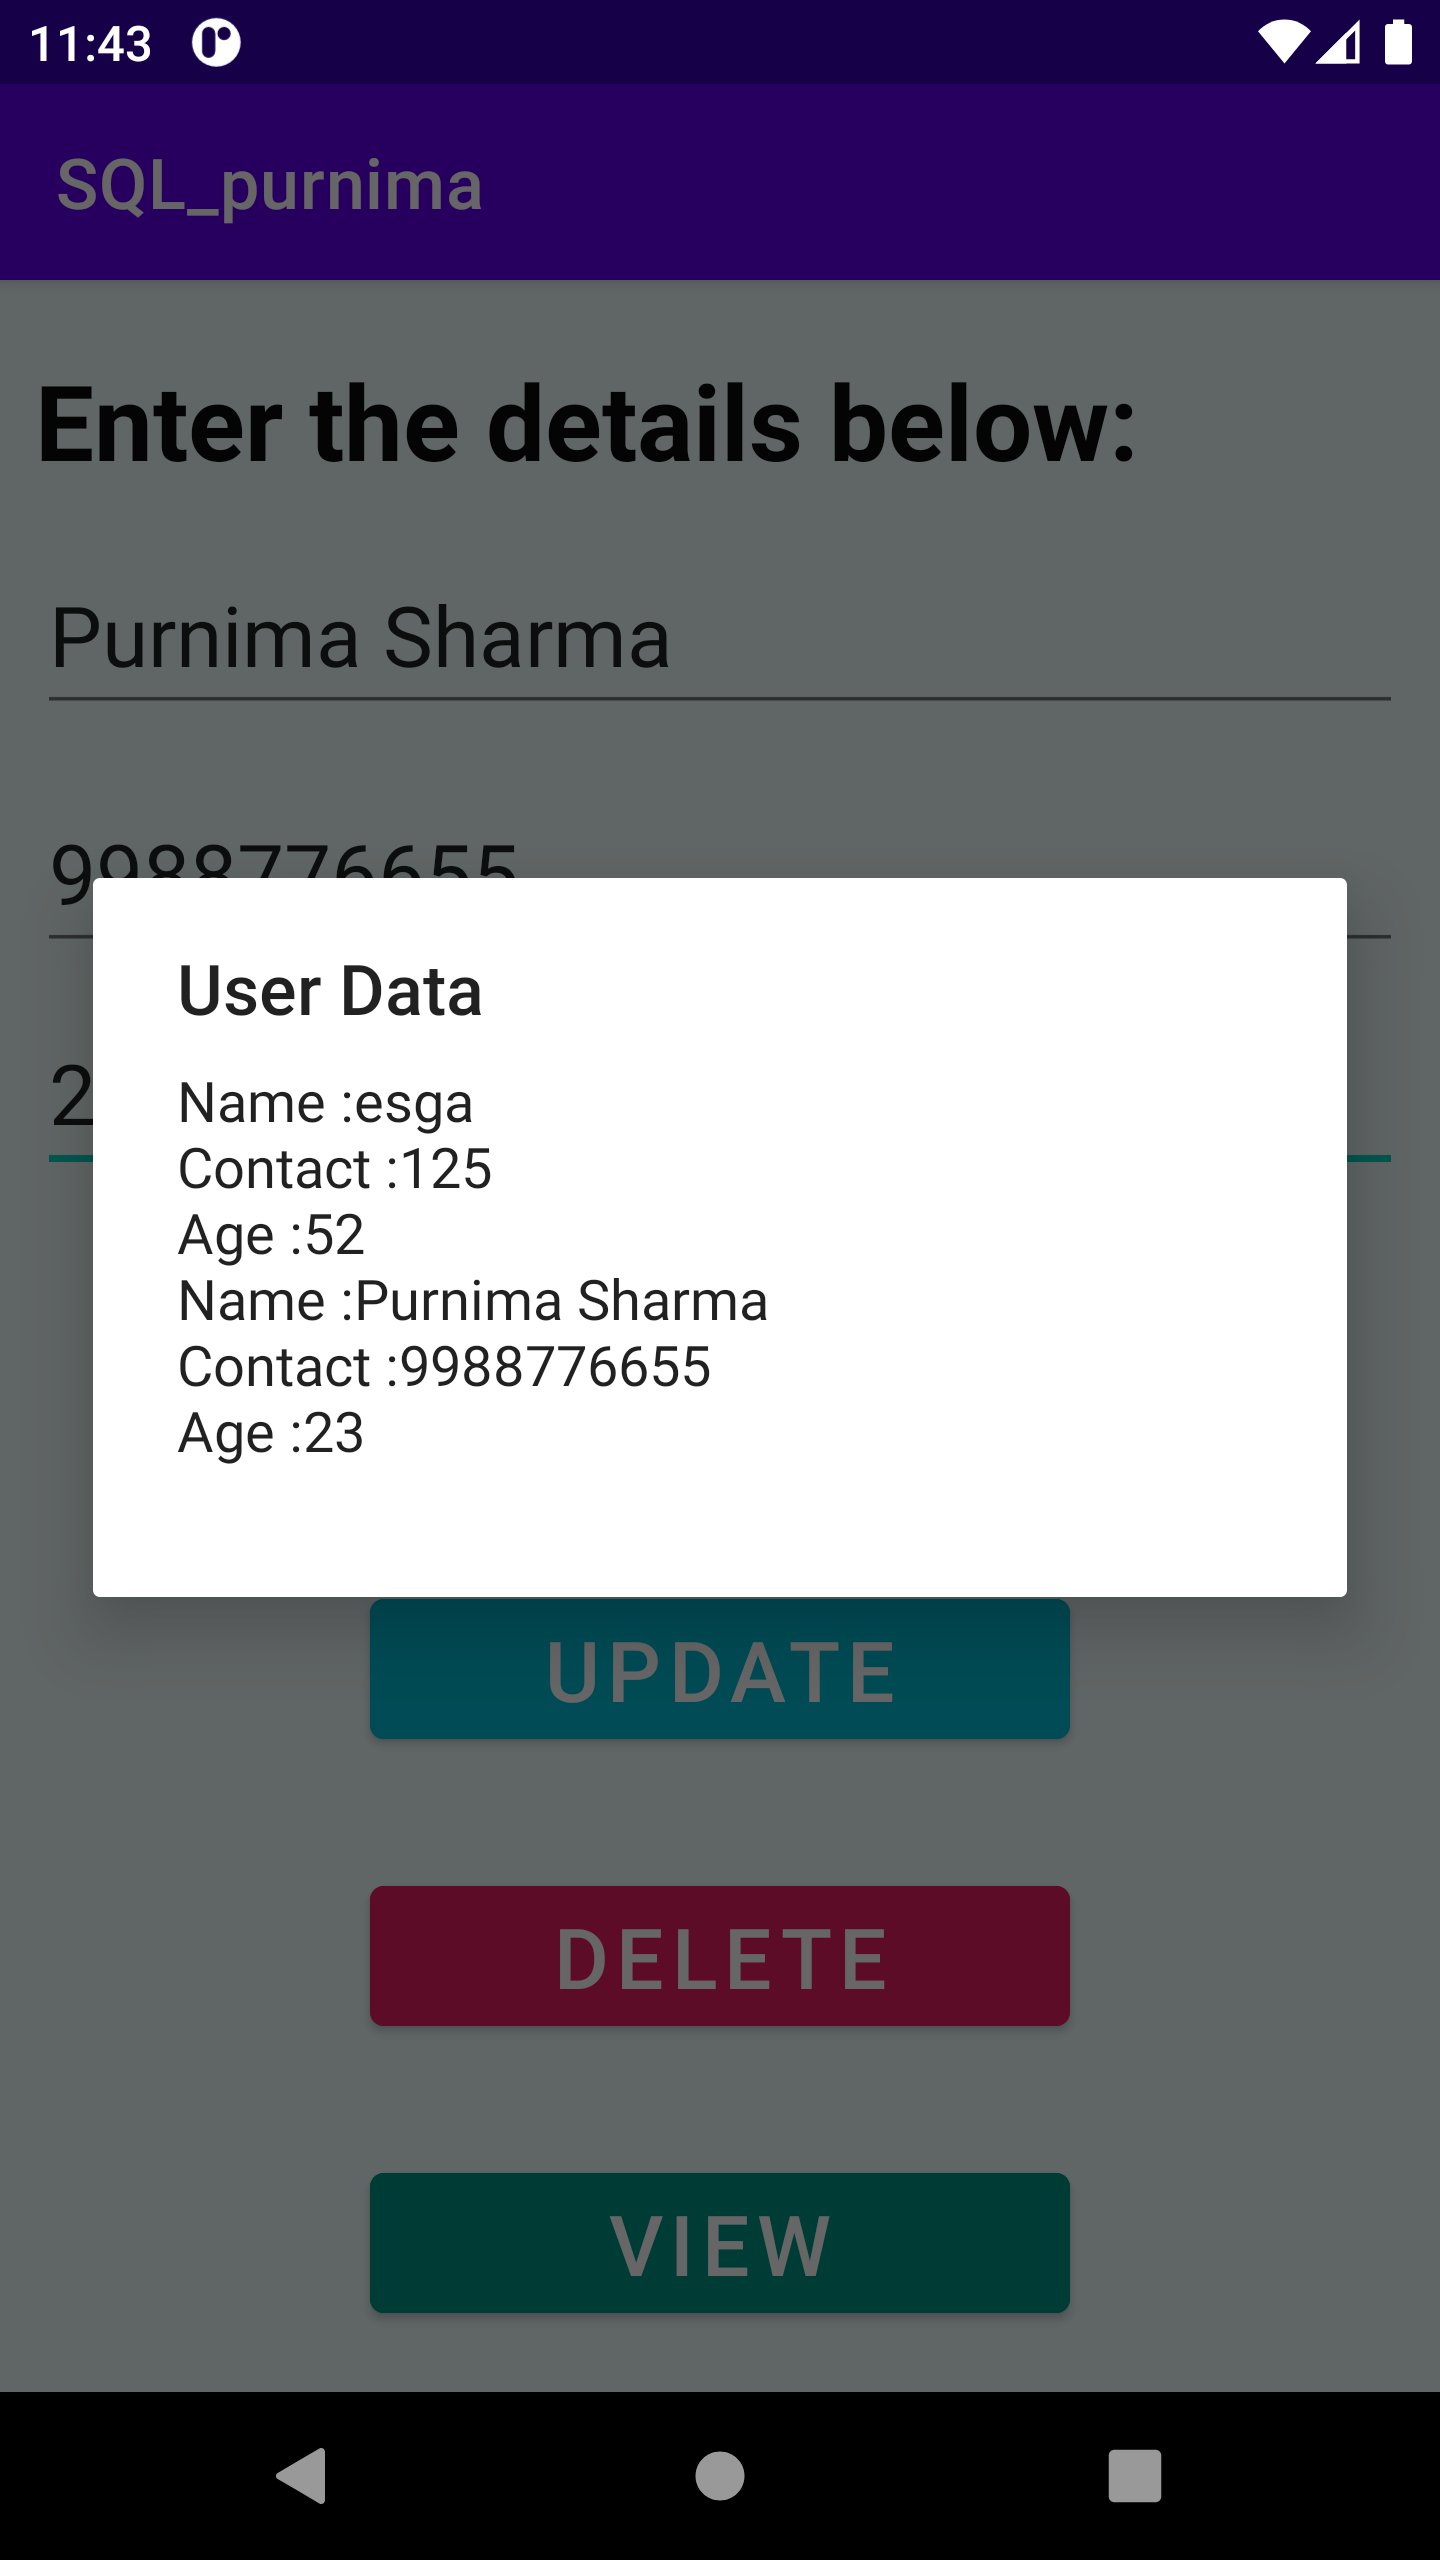 11:43
SQL_purnima
Enter the details below:
Purnima Sharma
9988776655
2
User Data
Name :esga
Contact :125
Age :52
Name :Purnima Sharma
Contact :9988776655
Age :23
UPDATE
DELETE
VIEW